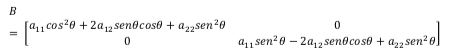 B
= [a₁₁cos²θ + 2a₁₂senθcosθ + a₂₂sen²θ 0
0 a₁₁sen²θ − 2a₁₂senθcosθ + a₂₂sen²θ]